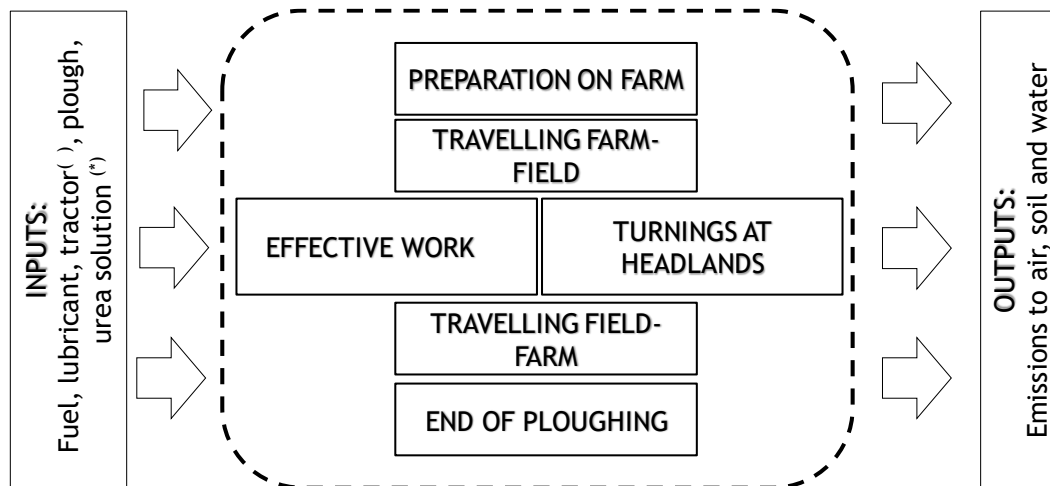 INPUTS:
Fuel, lubricant, tractor( ), plough,
urea solution (*)
PREPARATION ON FARM
TRAVELLING FARM-
FIELD
EFFECTIVE WORK
TURNINGS AT
HEADLANDS
TRAVELLING FIELD-
FARM
END OF PLOUGHING
OUTPUTS:
Emissions to air, soil and water